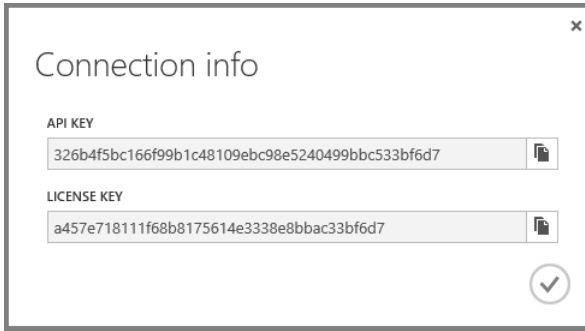 Connection info
API KEY
326b4f5bc166f99b1c48109ebc98e5240499bbc533bf6d7
LICENSE KEY
a457e718111f68b8175614e3338e8bbac33bf6d7